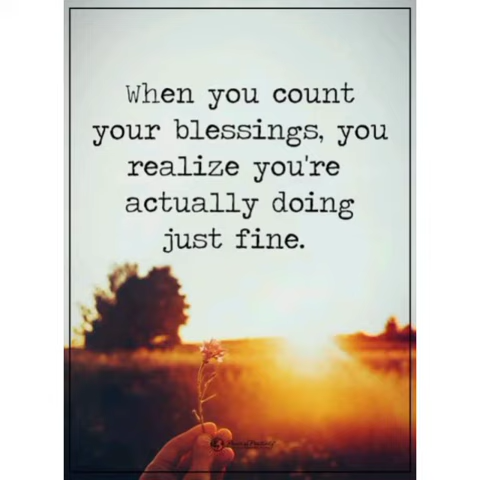 When you count
your blessings, you
realize you're
actually doing
just fine.